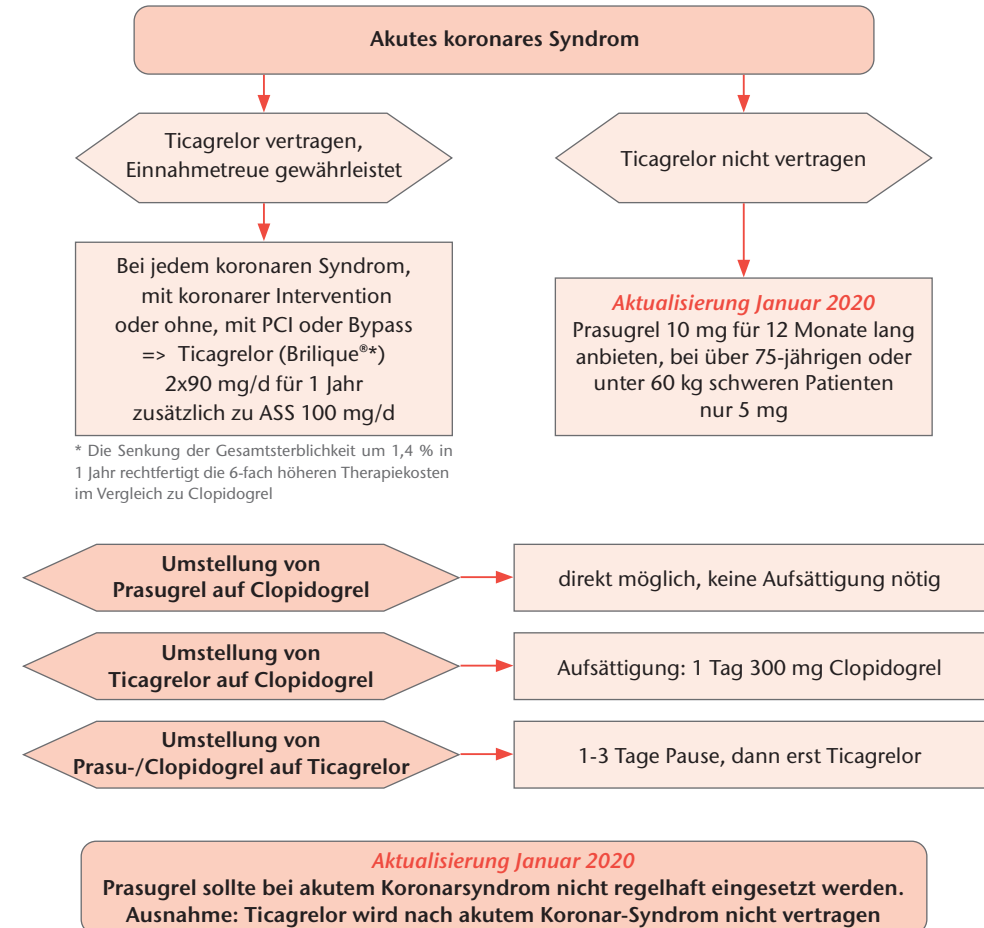 Akutes koronares Syndrom
Ticagrelor vertragen,
Einnahmetreue gewährleistet
Ticagrelor nicht vertragen
Bei jedem koronaren Syndrom,
mit koronarer Intervention
oder ohne, mit PCI oder Bypass
=> Ticagrelor (Brilique®*)
2x90 mg/d für 1 Jahr
zusätzlich zu ASS 100 mg/d
Aktualisierung Januar 2020
Prasugrel 10 mg für 12 Monate lang
anbieten, bei über 75-jährigen oder
unter 60 kg schweren Patienten
nur 5 mg
* Die Senkung der Gesamtsterblichkeit um 1,4 % in
1 Jahr rechtfertigt die 6-fach höheren Therapiekosten
im Vergleich zu Clopidogrel
Umstellung von
Prasugrel auf Clopidogrel
direkt möglich, keine Aufsättigung nötig
Umstellung von
Ticagrelor auf Clopidogrel
Aufsättigung: 1 Tag 300 mg Clopidogrel
Umstellung von
Prasu-/Clopidogrel auf Ticagrelor
1-3 Tage Pause, dann erst Ticagrelor
Aktualisierung Januar 2020
Prasugrel sollte bei akutem Koronarsyndrom nicht regelhaft eingesetzt werden.
Ausnahme: Ticagrelor wird nach akutem Koronar-Syndrom nicht vertragen